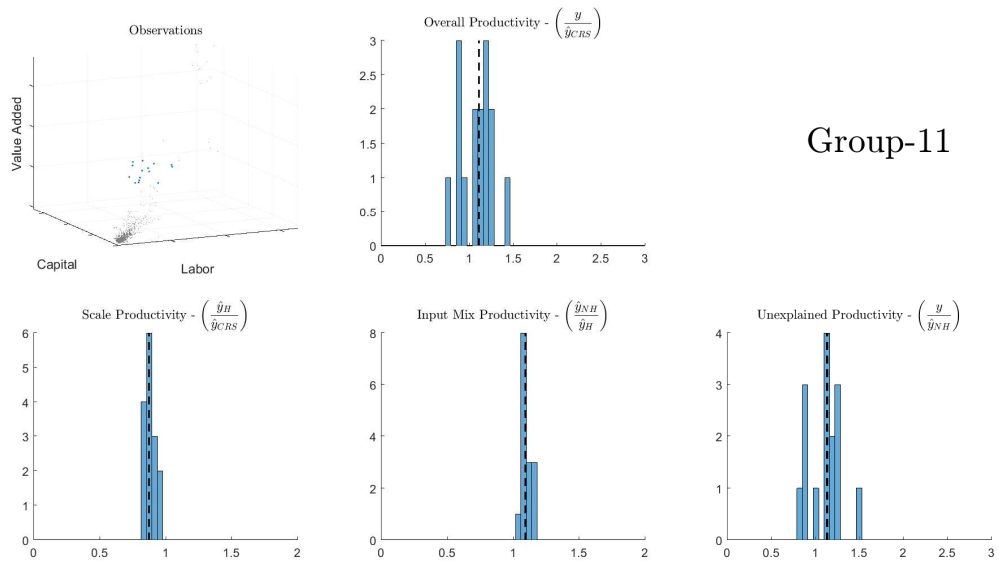 Observations
Value Added
Capital
Labor
Overall Productivity - (y / ŷ_CRS)
3
2.5
2
1.5
1
0.5
0
0 0.5 1 1.5 2 2.5 3
Group-11
Scale Productivity - (ŷ_H / ŷ_CRS)
6
5
4
3
2
1
0
0 0.5 1 1.5 2
Input Mix Productivity - (ŷ_NH / ŷ_H)
8
6
4
2
0
0 0.5 1 1.5 2
Unexplained Productivity - (y / ŷ_NH)
4
3
2
1
0
0 0.5 1 1.5 2 2.5 3